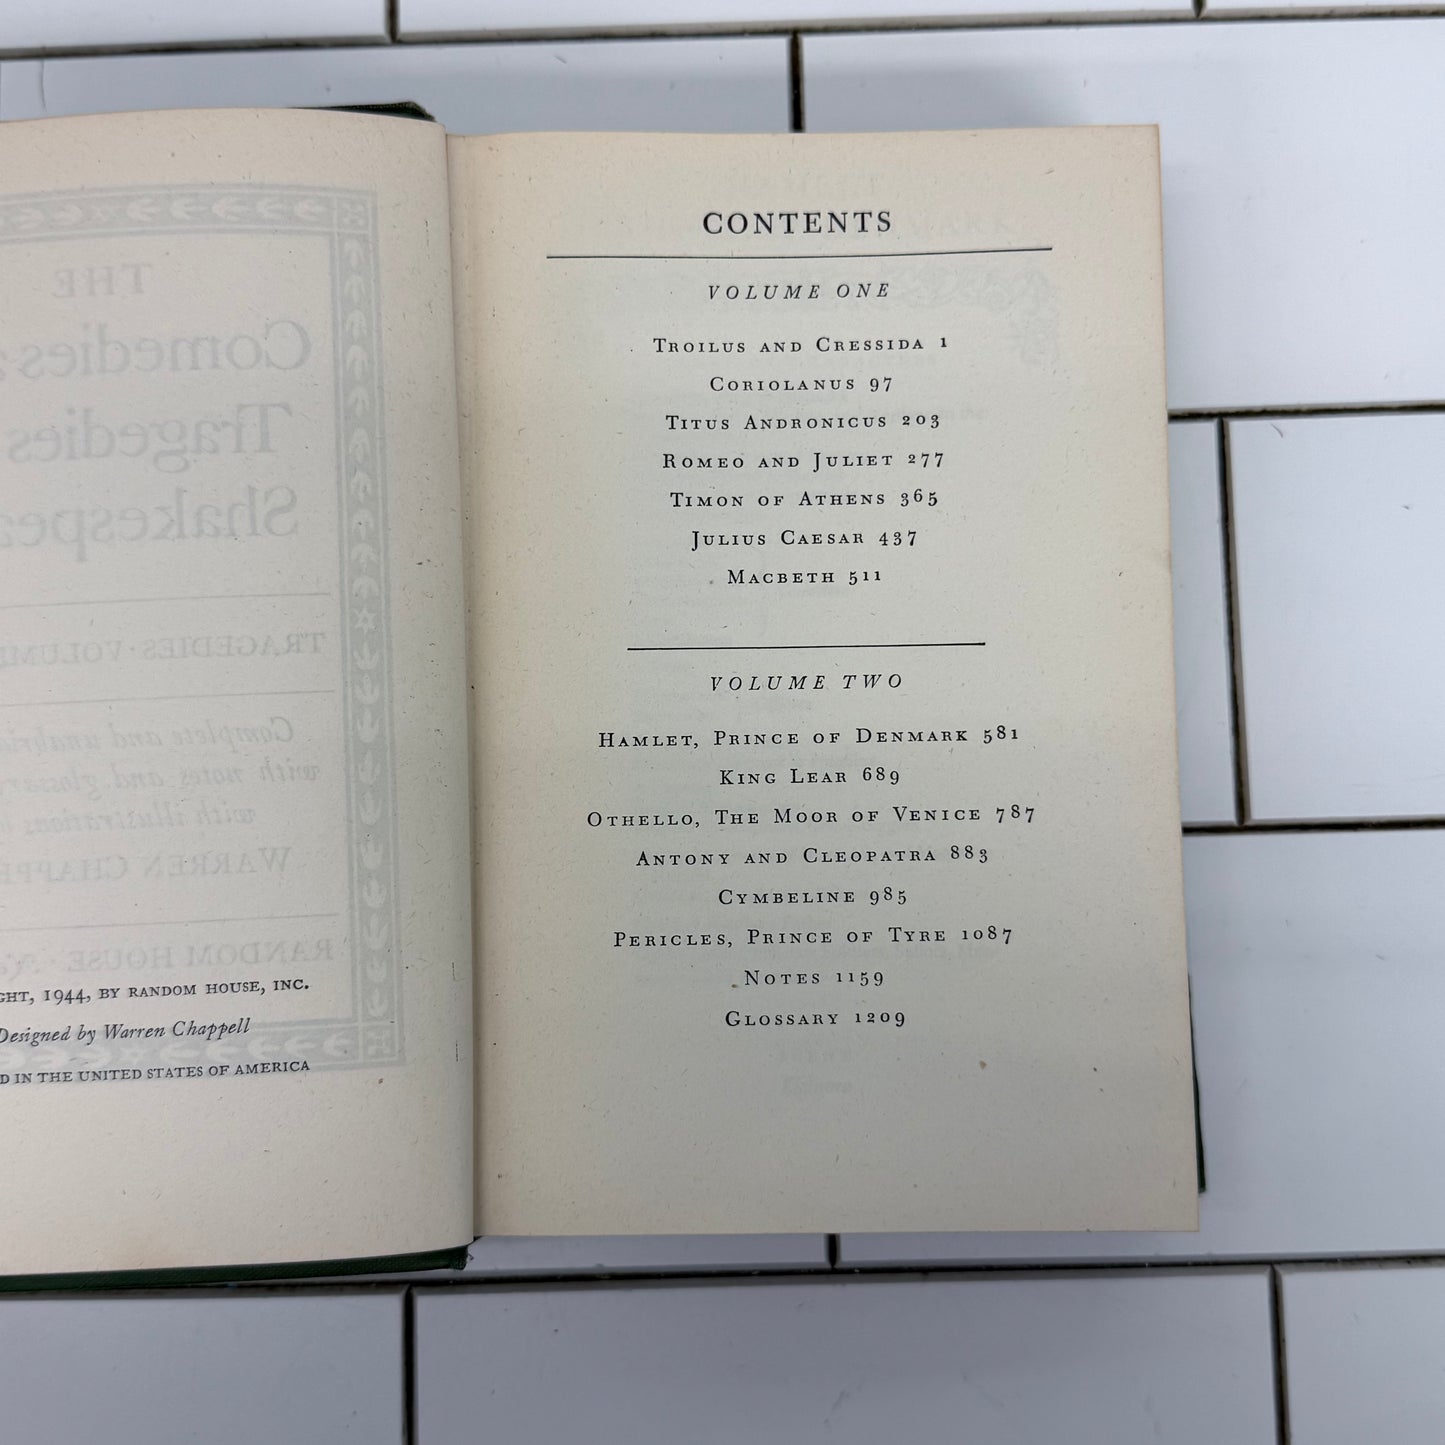 GHT, 1944, BY RANDOM HOUSE, INC.
Designed by Warren Chappell
D IN THE UNITED STATES OF AMERICA
CONTENTS
VOLUME ONE
TROILUS AND CRESSIDA 1
CORIOLANUS 97
TITUS ANDRONICUS 203
ROMEO AND JULIET 277
TIMON OF ATHENS 365
JULIUS CAESAR 437
MACBETH 511
VOLUME TWO
HAMLET, PRINCE OF DENMARK 581
KING LEAR 689
OTHELLO, THE MOOR OF VENICE 787
ANTONY AND CLEOPATRA 883
CYMBELINE 985
PERICLES, PRINCE OF TYRE 1087
NOTES 1159
GLOSSARY 1209